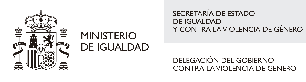 MINISTERIO
DE IGUALDAD
SECRETARÍA DE ESTADO
DE IGUALDAD
Y CONTRA LA VIOLENCIA DE GÉNERO
DELEGACIÓN DEL GOBIERNO
CONTRA LA VIOLENCIA DE GÉNERO